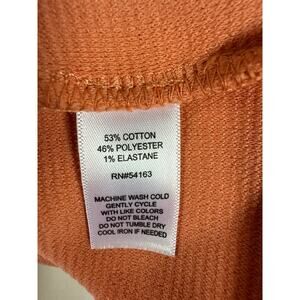 53% COTTON
46% POLYESTER
1% ELASTANE
RN#54163
MACHINE WASH COLD
GENTLY CYCLE
WITH LIKE COLORS
DO NOT BLEACH
DO NOT TUMBLE DRY
COOL IRON IF NEEDED